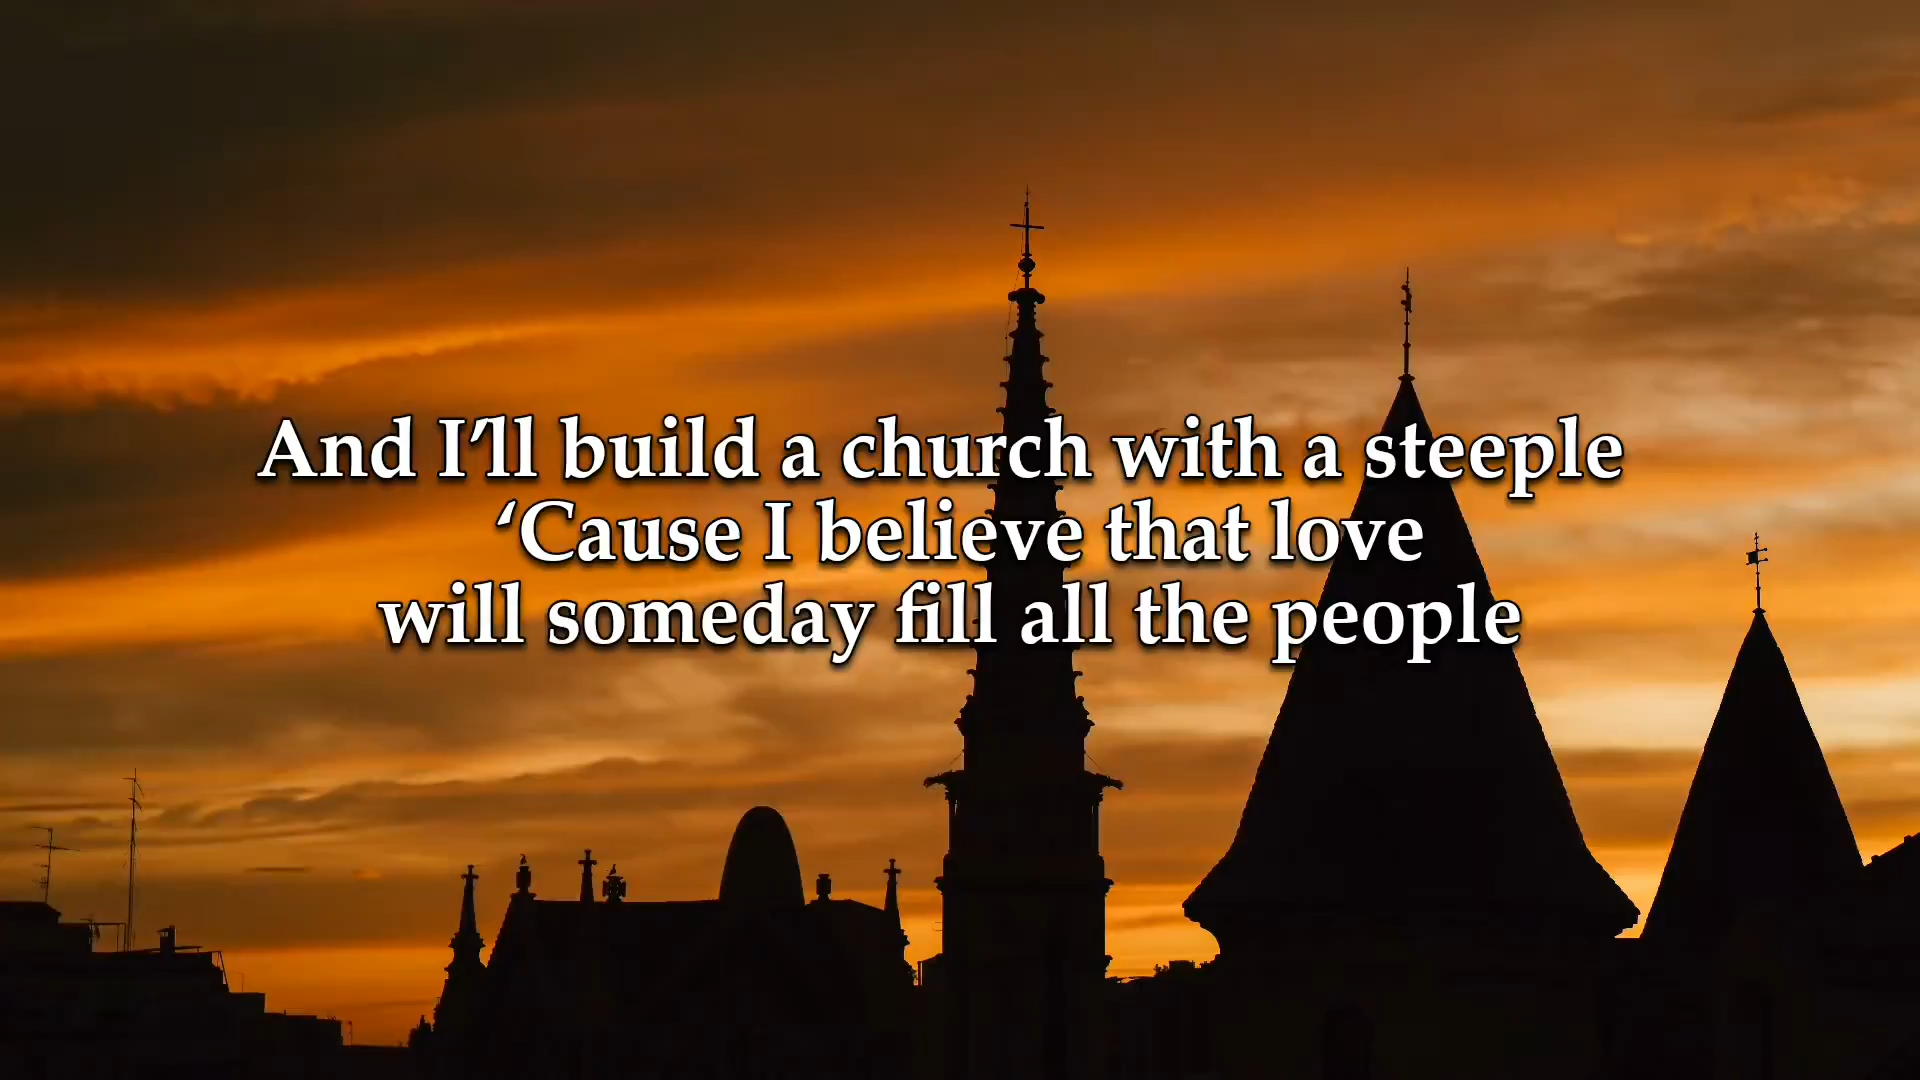 And I’ll build a church with a steeple
‘Cause I believe that love
will someday fill all the people